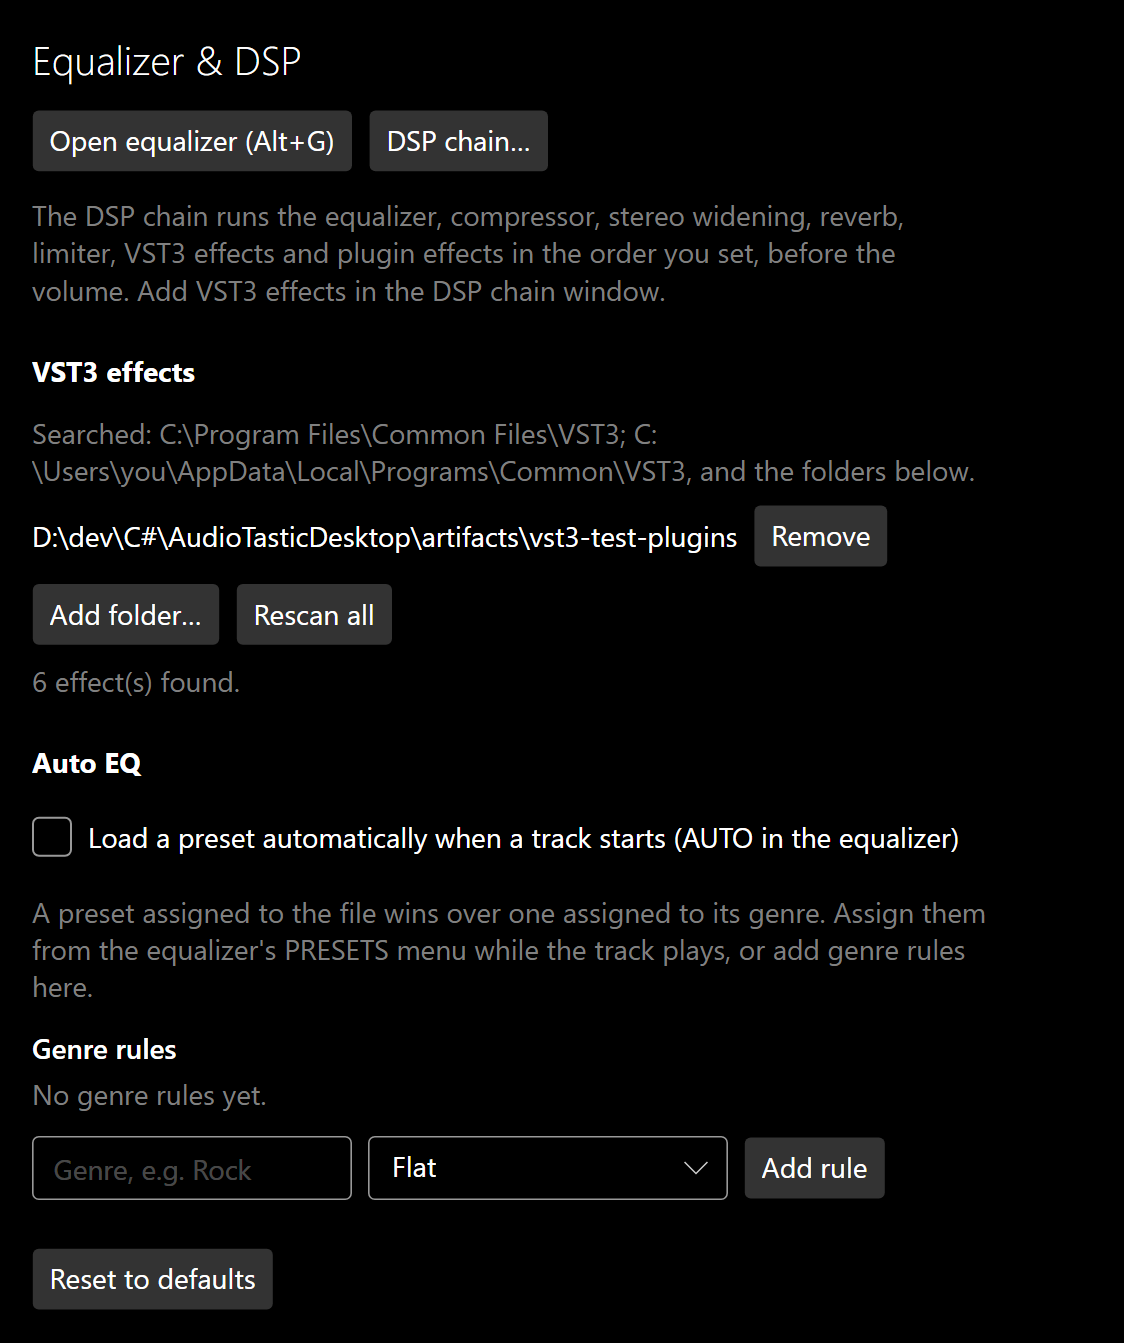 Equalizer & DSP
Open equalizer (Alt+G) DSP chain...
The DSP chain runs the equalizer, compressor, stereo widening, reverb,
limiter, VST3 effects and plugin effects in the order you set, before the
volume. Add VST3 effects in the DSP chain window.
VST3 effects
Searched: C:\Program Files\Common Files\VST3; C:
\Users\you\AppData\Local\Programs\Common\VST3, and the folders below.
D:\dev\C#\AudioTasticDesktop\artifacts\vst3-test-plugins Remove
Add folder... Rescan all
6 effect(s) found.
Auto EQ
Load a preset automatically when a track starts (AUTO in the equalizer)
A preset assigned to the file wins over one assigned to its genre. Assign them
from the equalizer's PRESETS menu while the track plays, or add genre rules
here.
Genre rules
No genre rules yet.
Genre, e.g. Rock Flat Add rule
Reset to defaults